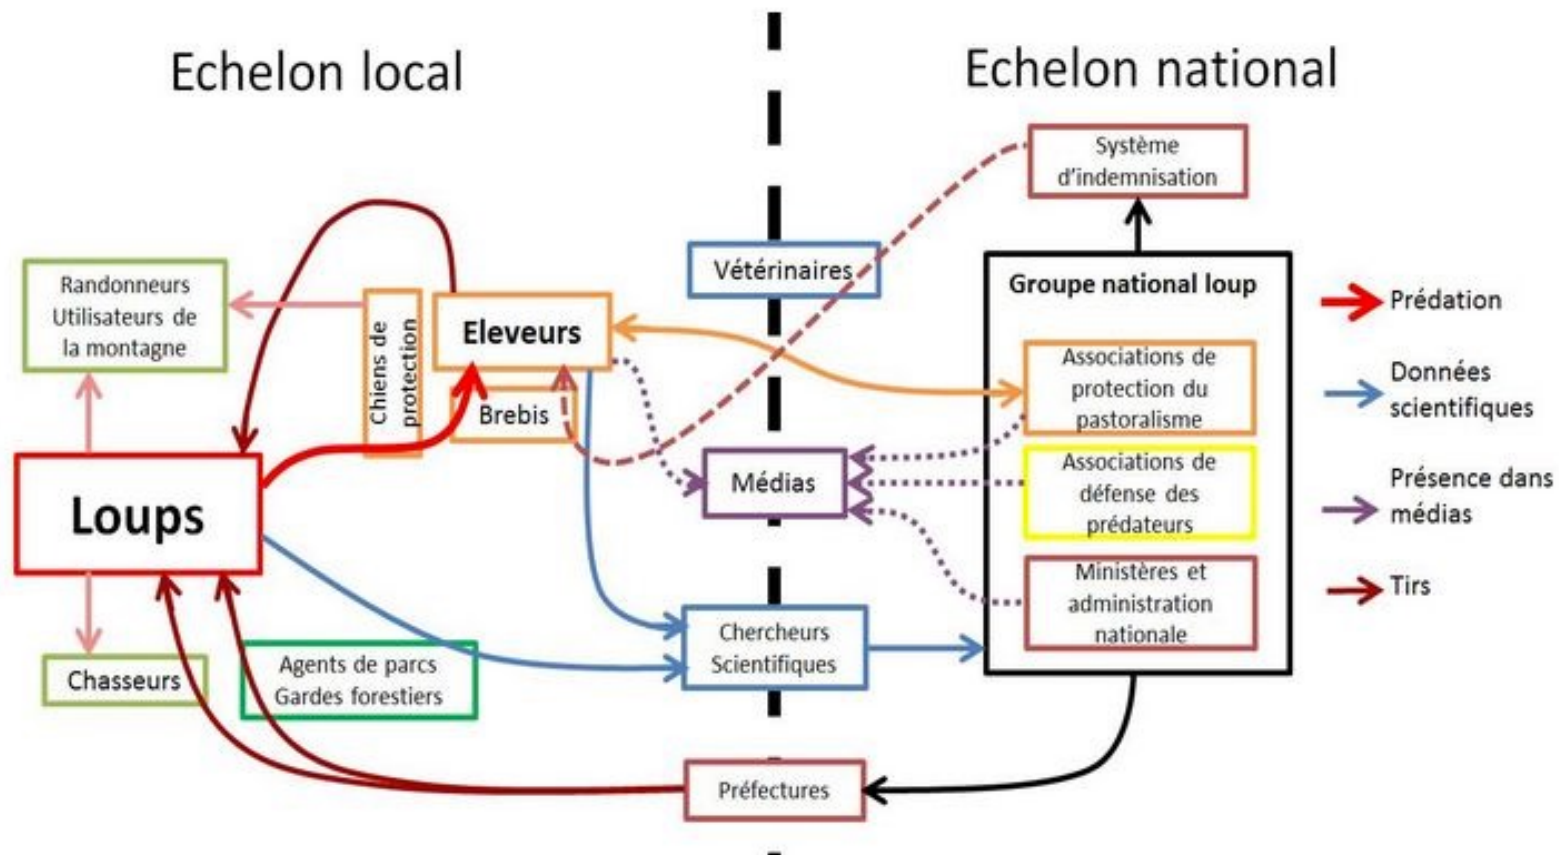 Echelon local
Echelon national
Système
d'indemnisation
Vétérinaires
Groupe national loup
Randonneurs
Utilisateurs de
la montagne
Chiens de
protection
Eleveurs
Brebis
Associations de
protection du
pastoralisme
Associations de
défense des
prédateurs
Ministères et
administration
nationale
Médias
Loups
Chasseurs
Agents de parcs
Gardes forestiers
Chercheurs
Scientifiques
Préfectures
Prédation
Données
scientifiques
Présence dans
médias
Tirs